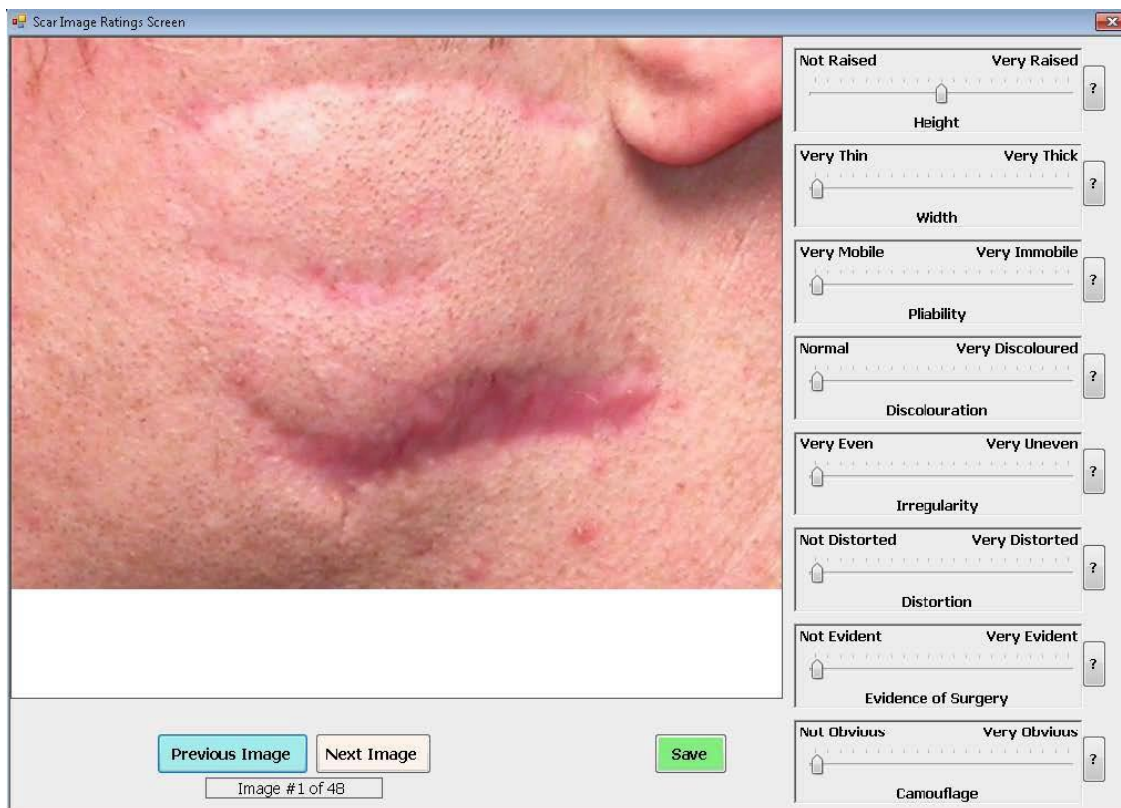 Scar Image Ratings Screen
Not Raised Very Raised
?
Height
Very Thin Very Thick
?
Width
Very Mobile Very Immobile
?
Pliability
Normal Very Discoloured
?
Discolouration
Very Even Very Uneven
?
Irregularity
Not Distorted Very Distorted
?
Distortion
Not Evident Very Evident
?
Evidence of Surgery
Not Obvious Very Obvious
?
Camouflage
Previous Image Next Image Save
Image #1 of 48